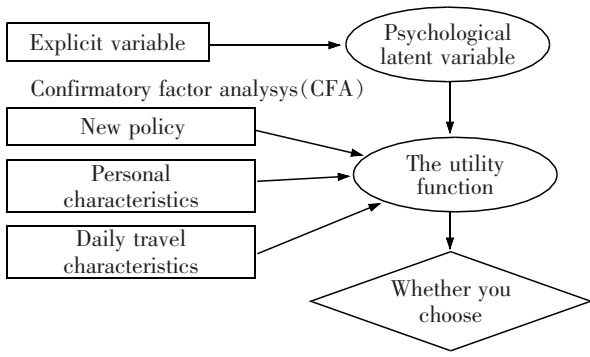 Explicit variable
Psychological
latent variable
Confirmatory factor analysys(CFA)
New policy
Personal
characteristics
The utility
function
Daily travel
characteristics
Whether you
choose